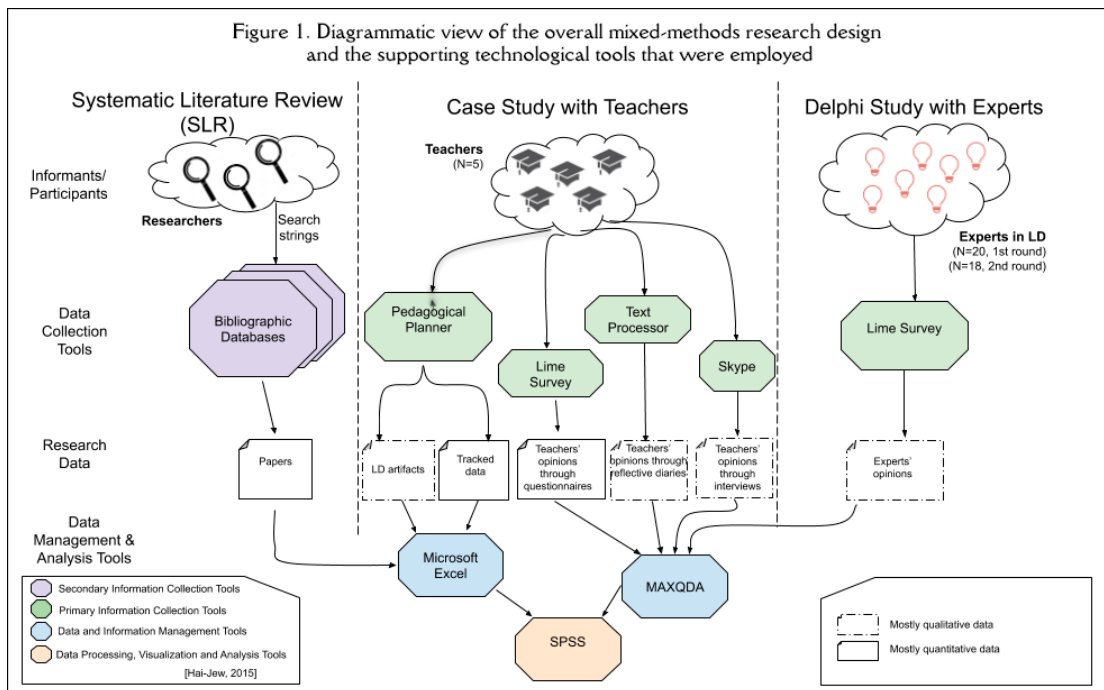 Figure 1. Diagrammatic view of the overall mixed-methods research design
and the supporting technological tools that were employed
Systematic Literature Review
(SLR)
Case Study with Teachers
Delphi Study with Experts
Informants/
Participants
Researchers
Search
strings
Teachers
(N=5)
Experts in LD
(N=20, 1st round)
(N=18, 2nd round)
Data
Collection
Tools
Bibliographic
Databases
Pedagogical
Planner
Lime
Survey
Text
Processor
Skype
Lime Survey
Research
Data
Papers
LD artifacts
Tracked
data
Teachers'
opinions
through
questionnaires
Teachers'
opinions through
reflective diaries
Teachers'
opinions
through
interviews
Experts'
opinions
Data
Management &
Analysis Tools
Microsoft
Excel
MAXQDA
SPSS
Secondary Information Collection Tools
Primary Information Collection Tools
Data and Information Management Tools
Data Processing, Visualization and Analysis Tools
[Hai-Jew, 2015]
Mostly qualitative data
Mostly quantitative data